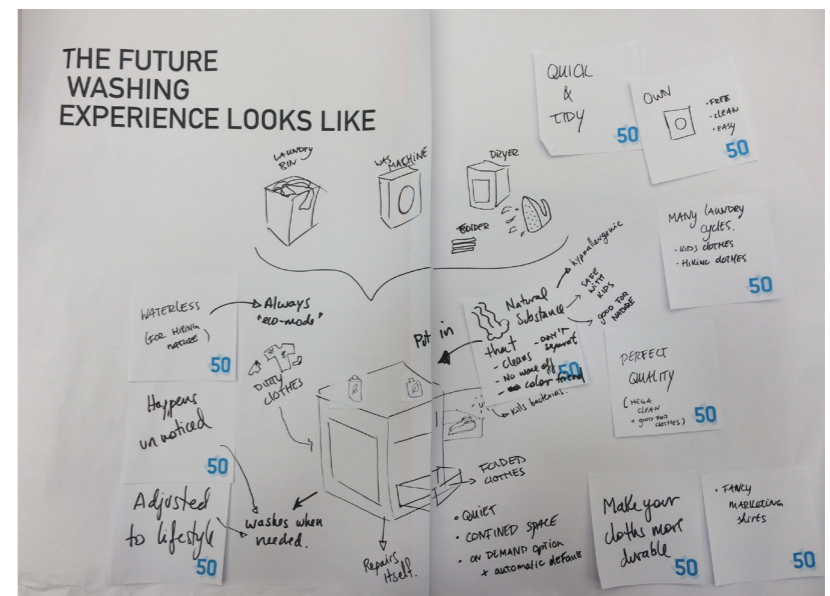 THE FUTURE
WASHING
EXPERIENCE LOOKS LIKE
QUICK
&
TIDY
50
OWN
• FREE
• CLEAN
• EASY
50
LAUNDRY
BIN
WAS MACHINE
DRYER
FOLDER
MANY LAUNDRY
CYCLES.
• KIDS CLOTHES
• HIKING CLOTHES
50
WATERLESS
(FOR HIKING
NATURE)
50
Always
"eco-mode"
Put in
Natural
Substance
that
- DON'T
separate
- cleans
- No
- color friend
kills bacterias.
50
hypoallergenic
SAFE
WITH
KIDS
GOOD FOR
NATURE
PERFECT
QUALITY
(MEGA
CLEAN
+ GOOD FOR
CLOTHES)
50
DIRTY
CLOTHES
Happens
unnoticed
50
Adjusted
to lifestyle
50
washes when
needed.
Repairs
Itself.
FOLDED
CLOTHES
• QUIET
• CONFINED SPACE
• ON DEMAND option
+ automatic default
Make your
cloths more
durable
50
• FANCY
MARKETING
shirts
50